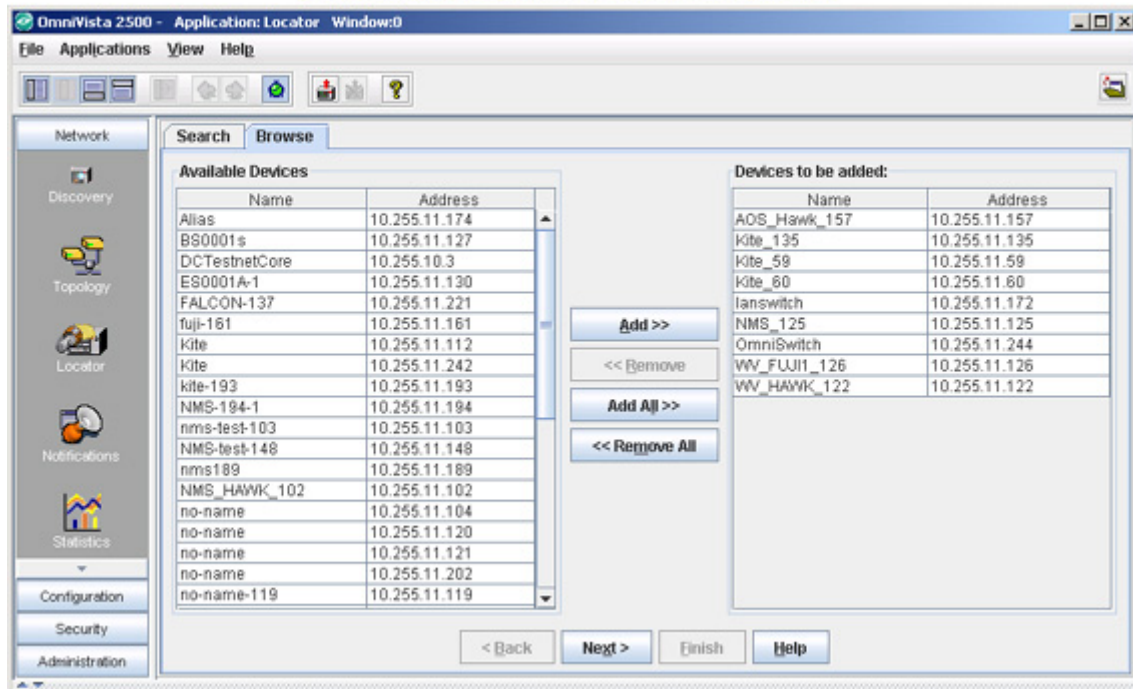 OmniVista 2500 - Application: Locator Window:0
File Applications View Help
Network
Discovery
Topology
Locator
Notifications
Statistics
Configuration
Security
Administration
Search Browse
Available Devices
Name Address
Alias 10.255.11.174
BS0001s 10.255.11.127
DCTestnetCore 10.255.10.3
ES0001A-1 10.255.11.130
FALCON-137 10.255.11.221
fuji-161 10.255.11.161
Kite 10.255.11.112
Kite 10.255.11.242
kite-193 10.255.11.193
NMS-194-1 10.255.11.194
nms-test-103 10.255.11.103
NMS-test-148 10.255.11.148
nms189 10.255.11.189
NMS_HAWK_102 10.255.11.102
no-name 10.255.11.104
no-name 10.255.11.120
no-name 10.255.11.121
no-name 10.255.11.202
no-name-119 10.255.11.119
Add >>
<< Remove
Add All >>
<< Remove All
Devices to be added:
Name Address
AOS_Hawk_157 10.255.11.157
Kite_135 10.255.11.135
Kite_59 10.255.11.59
Kite_60 10.255.11.60
lanswitch 10.255.11.172
NMS_125 10.255.11.125
OmniSwitch 10.255.11.244
WV_FUJI1_126 10.255.11.126
WV_HAWK_122 10.255.11.122
< Back Next > Finish Help